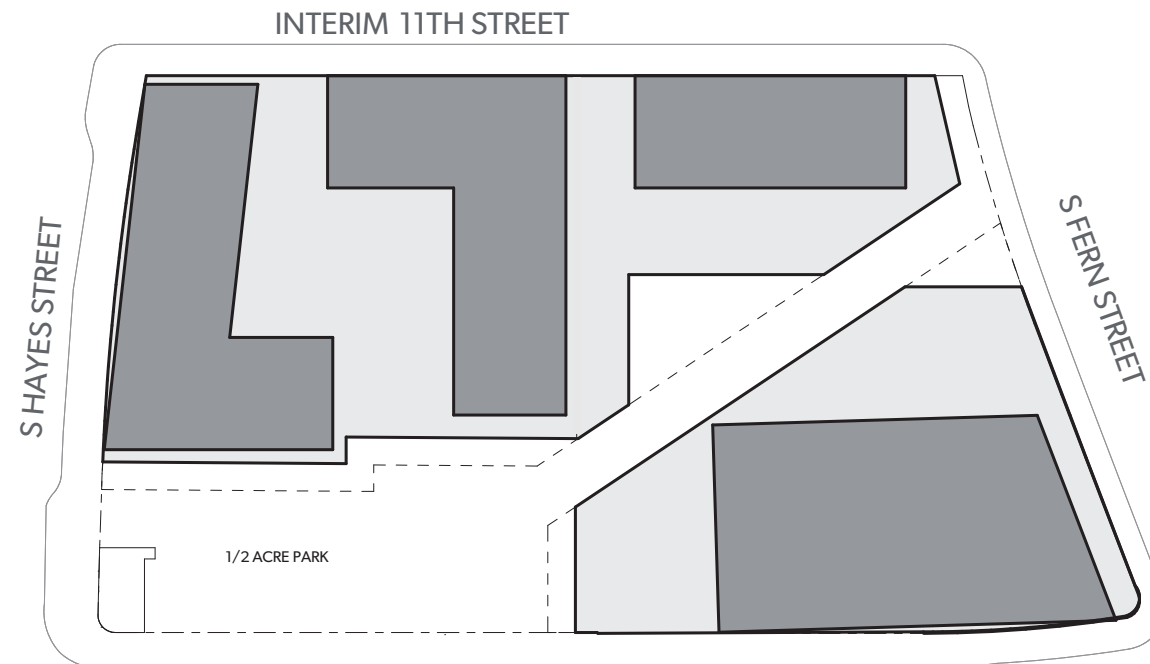 INTERIM 11TH STREET
S HAYES STREET
S FERN STREET
1/2 ACRE PARK